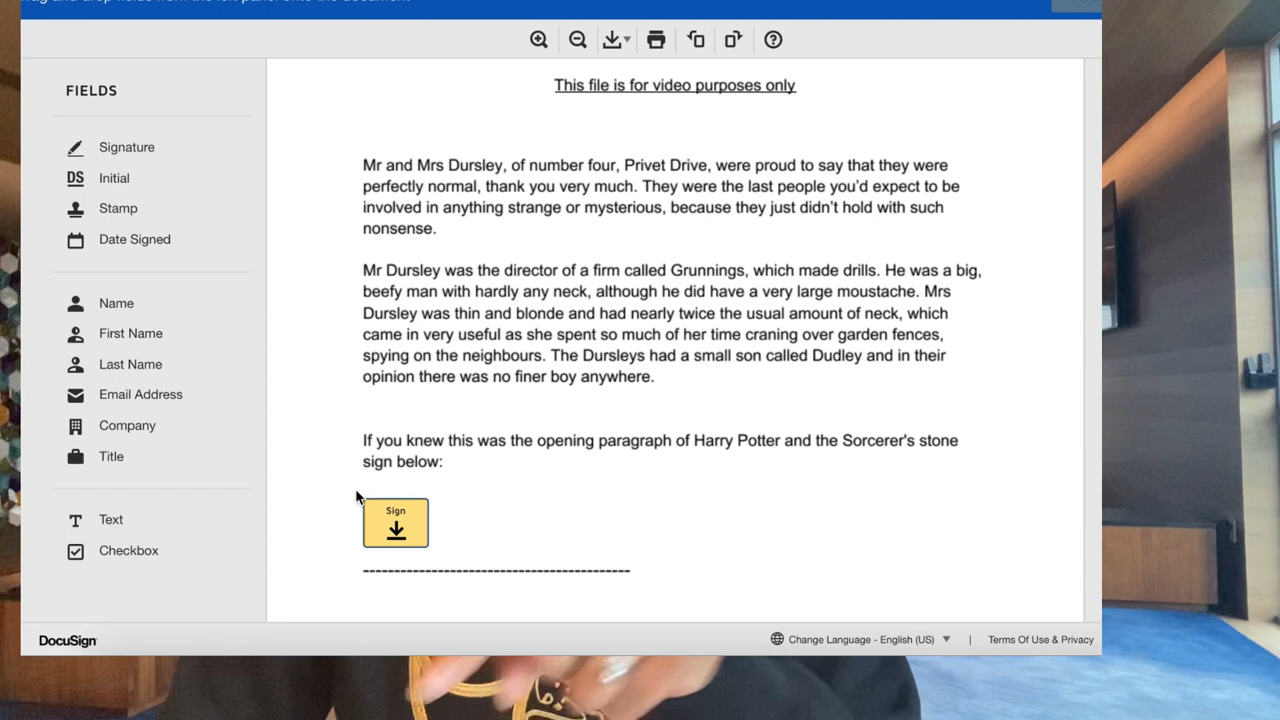 FIELDS
Signature
DS Initial
Stamp
Date Signed
Name
First Name
Last Name
Email Address
Company
Title
T Text
Checkbox
This file is for video purposes only
Mr and Mrs Dursley, of number four, Privet Drive, were proud to say that they were
perfectly normal, thank you very much. They were the last people you'd expect to be
involved in anything strange or mysterious, because they just didn't hold with such
nonsense.
Mr Dursley was the director of a firm called Grunnings, which made drills. He was a big,
beefy man with hardly any neck, although he did have a very large moustache. Mrs
Dursley was thin and blonde and had nearly twice the usual amount of neck, which
came in very useful as she spent so much of her time craning over garden fences,
spying on the neighbours. The Dursleys had a small son called Dudley and in their
opinion there was no finer boy anywhere.
If you knew this was the opening paragraph of Harry Potter and the Sorcerer's stone
sign below:
Sign
-------------------------------------------
DocuSign
Change Language - English (US) | Terms Of Use & Privacy